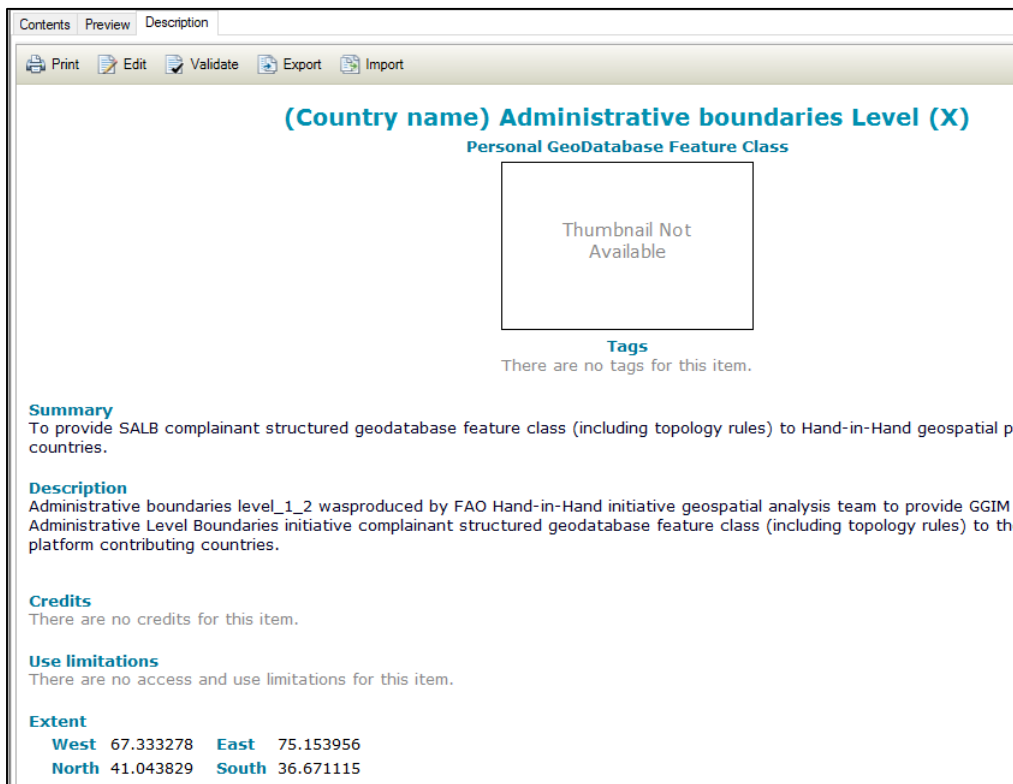 Contents Preview Description
Print Edit Validate Export Import
(Country name) Administrative boundaries Level (X)
Personal GeoDatabase Feature Class
Thumbnail Not
Available
Tags
There are no tags for this item.
Summary
To provide SALB complainant structured geodatabase feature class (including topology rules) to Hand-in-Hand geospatial p
countries.
Description
Administrative boundaries level_1_2 wasproduced by FAO Hand-in-Hand initiative geospatial analysis team to provide GGIM
Administrative Level Boundaries initiative complainant structured geodatabase feature class (including topology rules) to th
platform contributing countries.
Credits
There are no credits for this item.
Use limitations
There are no access and use limitations for this item.
Extent
West 67.333278 East 75.153956
North 41.043829 South 36.671115